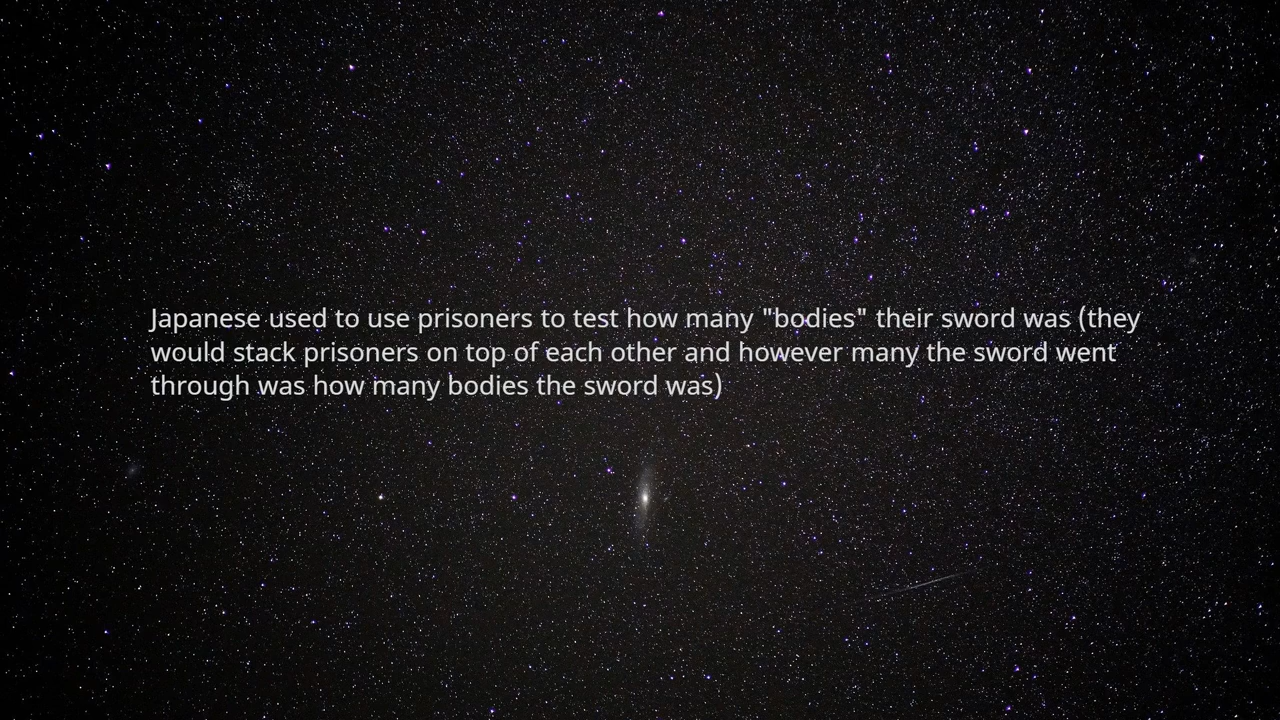 Japanese used to use prisoners to test how many "bodies" their sword was (they
would stack prisoners on top of each other and however many the sword went
through was how many bodies the sword was)